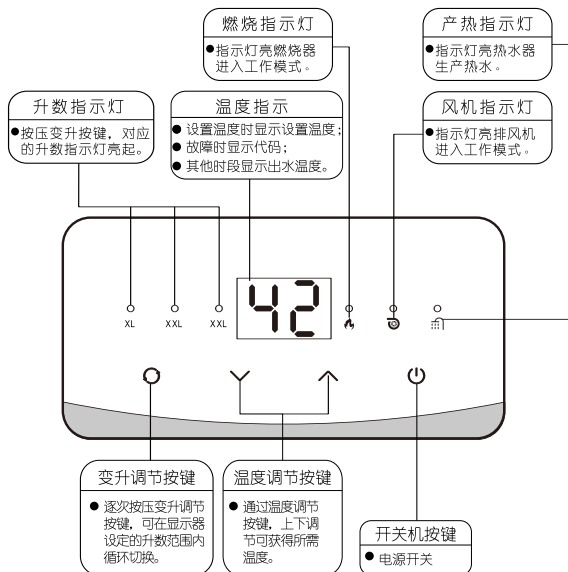 燃烧指示灯
●指示灯亮燃烧器
进入工作模式。
产热指示灯
●指示灯亮热水器
生产热水。
升数指示灯
●按压变升按键，对应
的升数指示灯亮起。
温度指示
● 设置温度时显示设置温度；
● 故障时显示代码；
● 其他时段显示出水温度。
风机指示灯
●指示灯亮排风机
进入工作模式。
42
XL XXL XXL
变升调节按键
● 逐次按压变升调节
按键，可在显示器
设定的升数范围内
循环切换。
温度调节按键
● 通过温度调节
按键，上下调
节可获得所需
温度。
开关机按键
● 电源开关